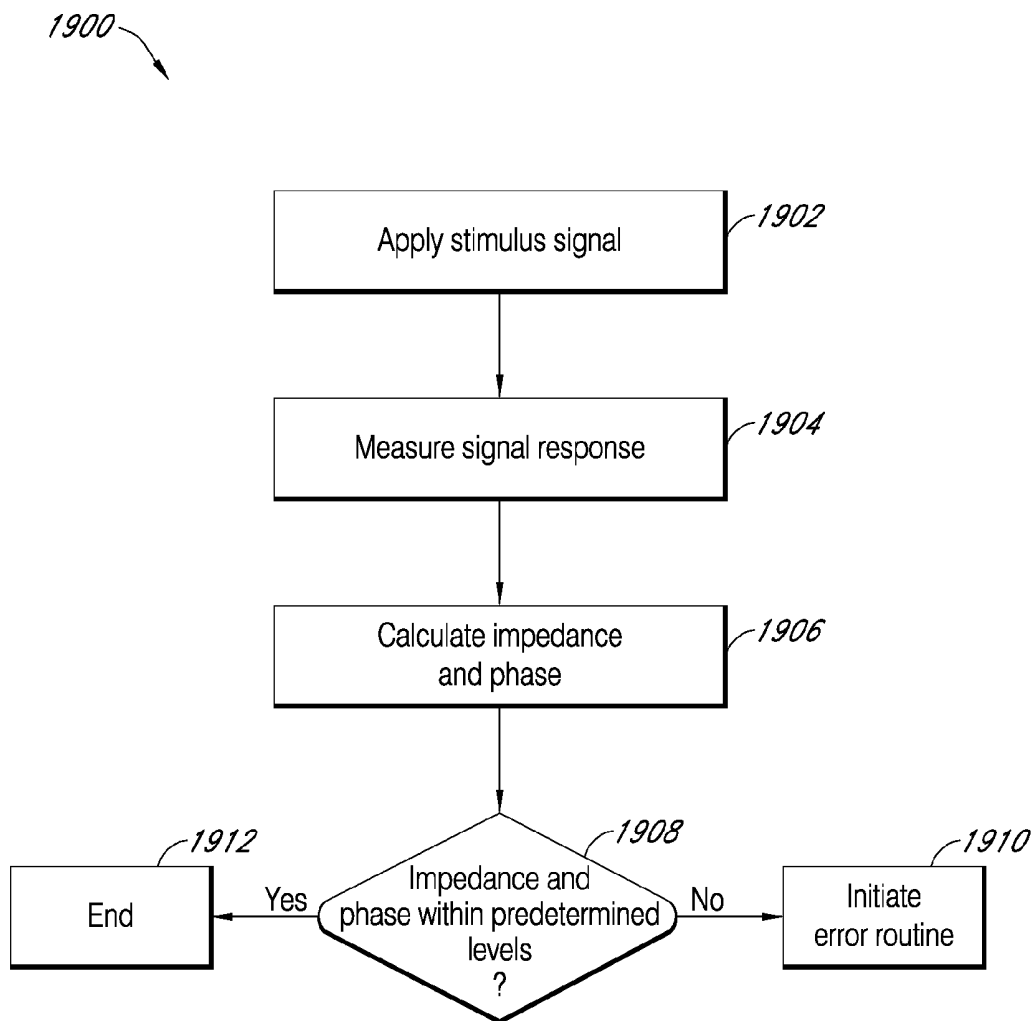 1900
Apply stimulus signal
1902
Measure signal response
1904
Calculate impedance
and phase
1906
Impedance and
phase within predetermined
levels
?
1908
Yes
End
1912
No
Initiate
error routine
1910